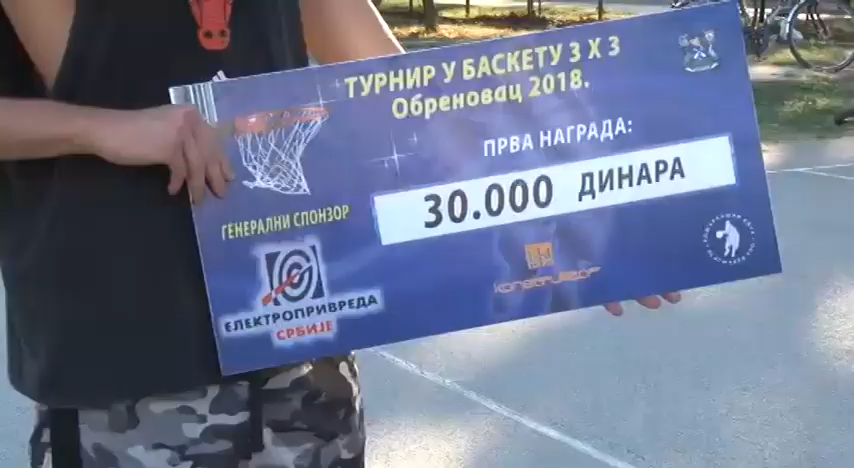 ТУРНИР У БАСКЕТУ 3 X 3
Обреновац 2018.
ПРВА НАГРАДА:
30.000 ДИНАРА
ГЕНЕРАЛНИ СПОНЗОР
ЕЛЕКТРОПРИВРЕДА
СРБИЈЕ
konstruktor